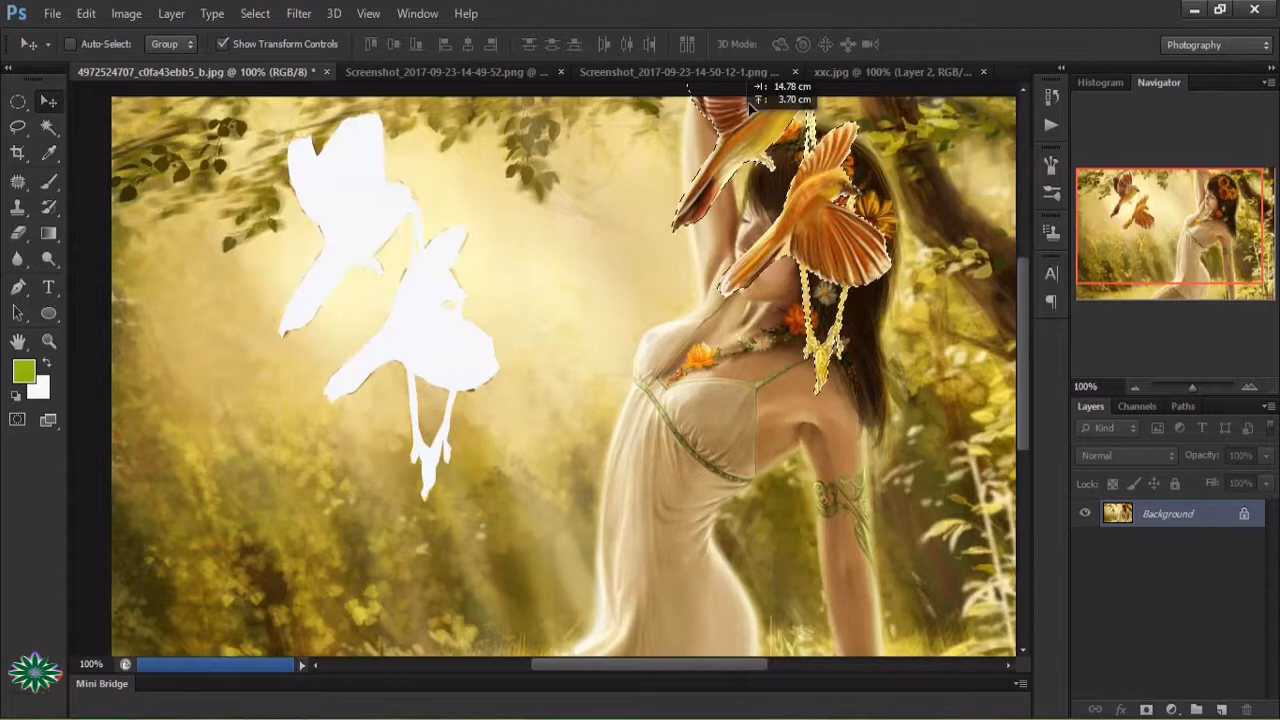 Ps File Edit Image Layer Type Select Filter 3D View Window Help
Auto-Select: Group Show Transform Controls 3D Mode: Photography
4972524707_c0fa43ebb5_b.jpg @ 100% (RGB/8) * × Screenshot_2017-09-23-14-49-52.png @ ... × Screenshot_2017-09-23-14-50-12-1.png ... × xxc.jpg @ 100% (Layer 2, RGB/... ×
Histogram Navigator
14.78 cm
3.70 cm
100%
Layers Channels Paths
Kind
Normal Opacity: 100%
Lock: Fill: 100%
Background
100%
Mini Bridge